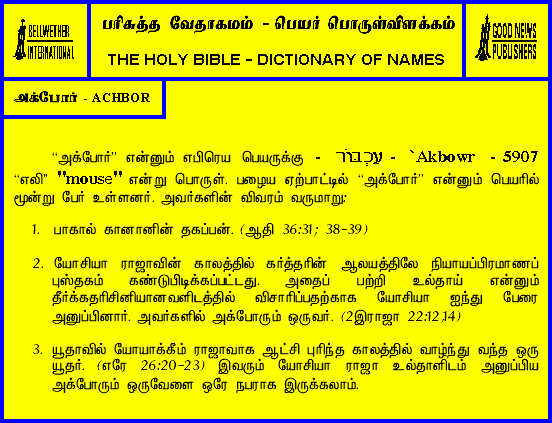 BELLWETHER
INTERNATIONAL
பரிசுத்த வேதாகமம் - பெயர் பொருள்விளக்கம்
THE HOLY BIBLE - DICTIONARY OF NAMES
GOOD NEWS
PUBLISHERS
அக்போர் - ACHBOR
“அக்போர்” என்னும் எபிரெய பெயருக்கு - עַכְבּוֹר - `Akbowr - 5907
“எலி” "mouse" என்று பொருள். பழைய ஏற்பாட்டில் “அக்போர்” என்னும் பெயரில்
மூன்று பேர் உள்ளனர். அவர்களின் விவரம் வருமாறு:
1. பாகால் கானானின் தகப்பன். (ஆதி 36:31; 38-39)
2. யோசியா ராஜாவின் காலத்தில் கர்த்தரின் ஆலயத்திலே நியாயப்பிரமாணப்
புஸ்தகம் கண்டுபிடிக்கப்பட்டது. அதைப் பற்றி உல்தாய் என்னும்
தீர்க்கதரிசினியானவளிடத்தில் விசாரிப்பதற்காக யோசியா ஐந்து பேரை
அனுப்பினார். அவர்களில் அக்போரும் ஒருவர். (2இராஜா 22:12,14)
3. யூதாவில் யோயாக்கீம் ராஜாவாக ஆட்சி புரிந்த காலத்தில் வாழ்ந்து வந்த ஒரு
யூதர். (எரே 26:20-23) இவரும் யோசியா ராஜா உல்தாளிடம் அனுப்பிய
அக்போரும் ஒருவேளை ஒரே நபராக இருக்கலாம்.